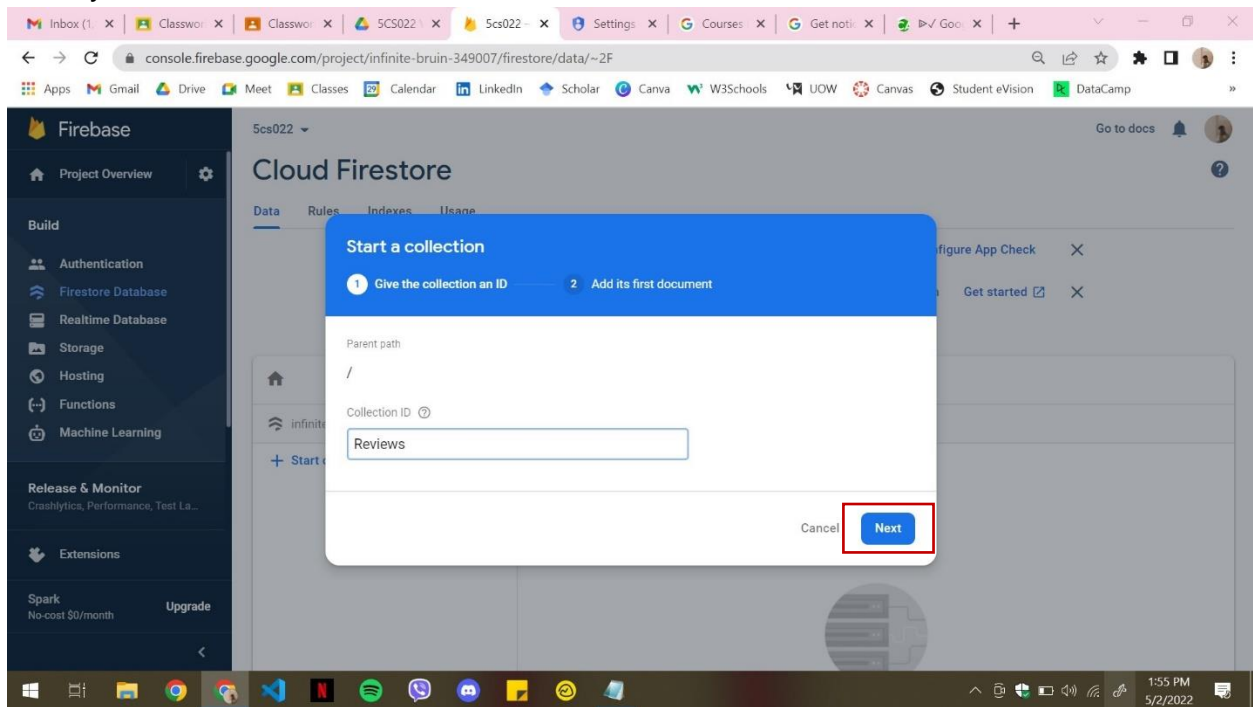 Inbox (1
Classwor
Classwor
5CS022
5cs022 -
Settings
Courses
Get notic
Goo
console.firebase.google.com/project/infinite-bruin-349007/firestore/data/~2F
Apps
Gmail
Drive
Meet
Classes
Calendar
LinkedIn
Scholar
Canva
W3Schools
UOW
Canvas
Student eVision
DataCamp
»
Firebase
5cs022
Go to docs
Project Overview
Cloud Firestore
Data
Rules
Indexes
Usage
Build
Authentication
Firestore Database
Realtime Database
Storage
Hosting
Functions
Machine Learning
Release & Monitor
Crashlytics, Performance, Test La...
Extensions
Spark
No-cost $0/month
Upgrade
figure App Check
Get started
Start a collection
1 Give the collection an ID
2 Add its first document
Parent path
/
Collection ID
Reviews
infinite
+ Start
Cancel
Next
1:55 PM
5/2/2022